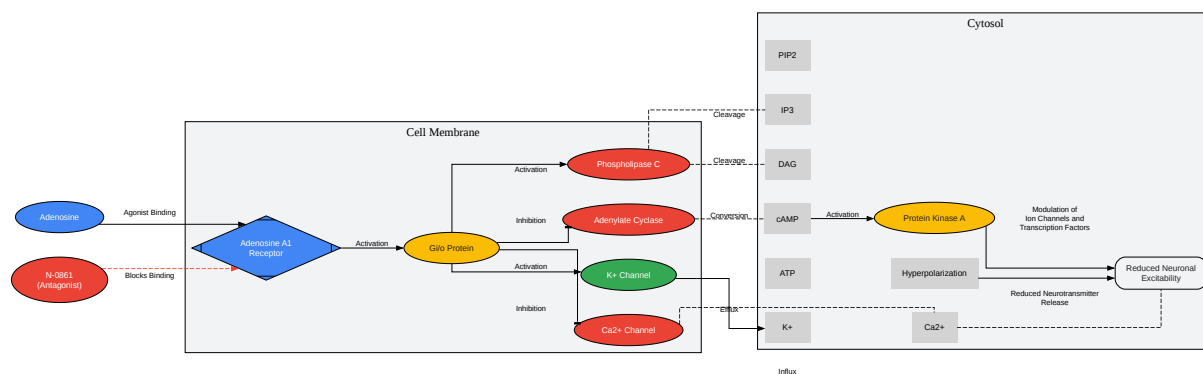 Cytosol
PIP2
IP3
Cleavage
Cell Membrane
Phospholipase C
DAG
Cleavage
Activation
Adenosine
Agonist Binding
Adenosine A1
Receptor
Activation
Gi/o Protein
Inhibition
Adenylate Cyclase
Conversion
cAMP
Activation
Protein Kinase A
Modulation of
Ion Channels and
Transcription Factors
N-0861
(Antagonist)
Blocks Binding
Activation
K+ Channel
ATP
Hyperpolarization
Reduced Neuronal
Excitability
Reduced Neurotransmitter
Release
Inhibition
Ca2+ Channel
Efflux
K+
Ca2+
Influx